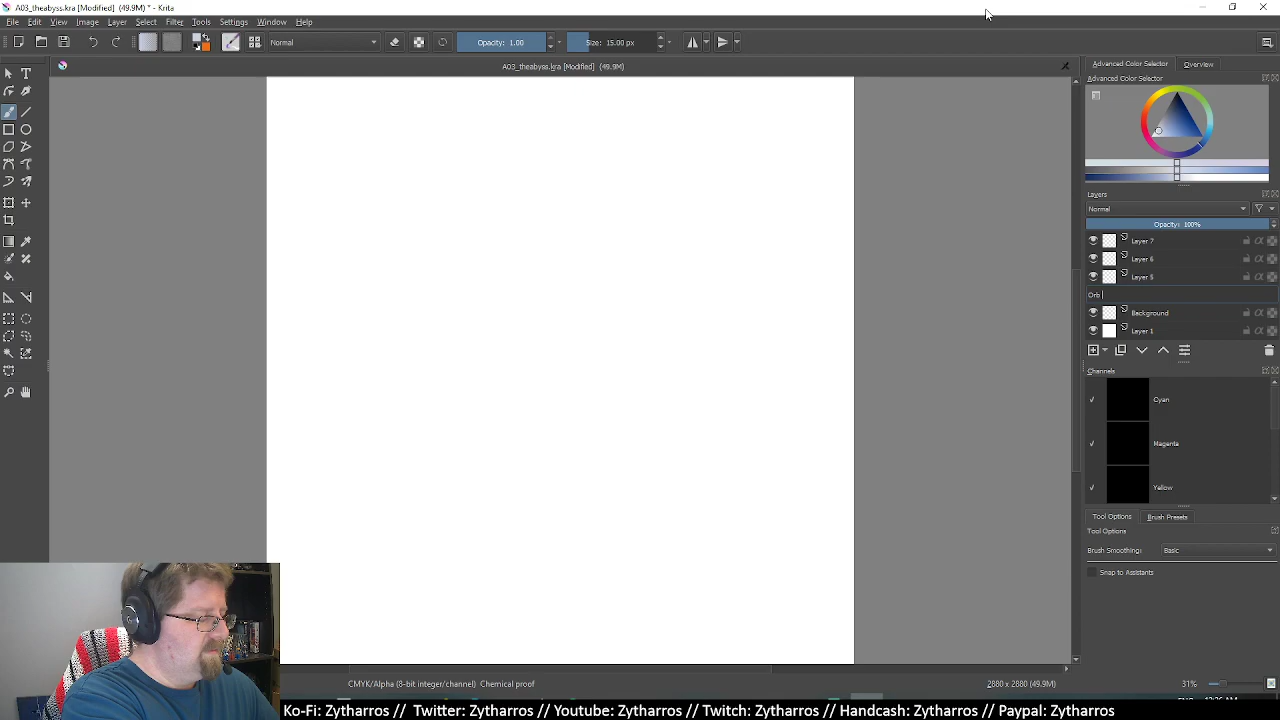 A03_theabyss.kra [Modified]  (49.9M) * - Krita
File Edit View Image Layer Select Filter Tools Settings Window Help
Normal Opacity: 1.00 Size: 15.00 px
A03_theabyss.kra [Modified]  (49.9M)
Advanced Color Selector Overview
Advanced Color Selector
Layers
Normal
Opacity: 100%
Layer 7
Layer 6
Layer 5
Orb
Background
Layer 1
Channels
Cyan
Magenta
Yellow
Tool Options Brush Presets
Tool Options
Brush Smoothing: Basic
Snap to Assistants
CMYK/Alpha (8-bit integer/channel)  Chemical proof 2880 x 2880 (49.9M) 31%
Ko-Fi: Zytharros // Twitter: Zytharros // Youtube: Zytharros // Twitch: Zytharros // Handcash: Zytharros // Paypal: Zytharros